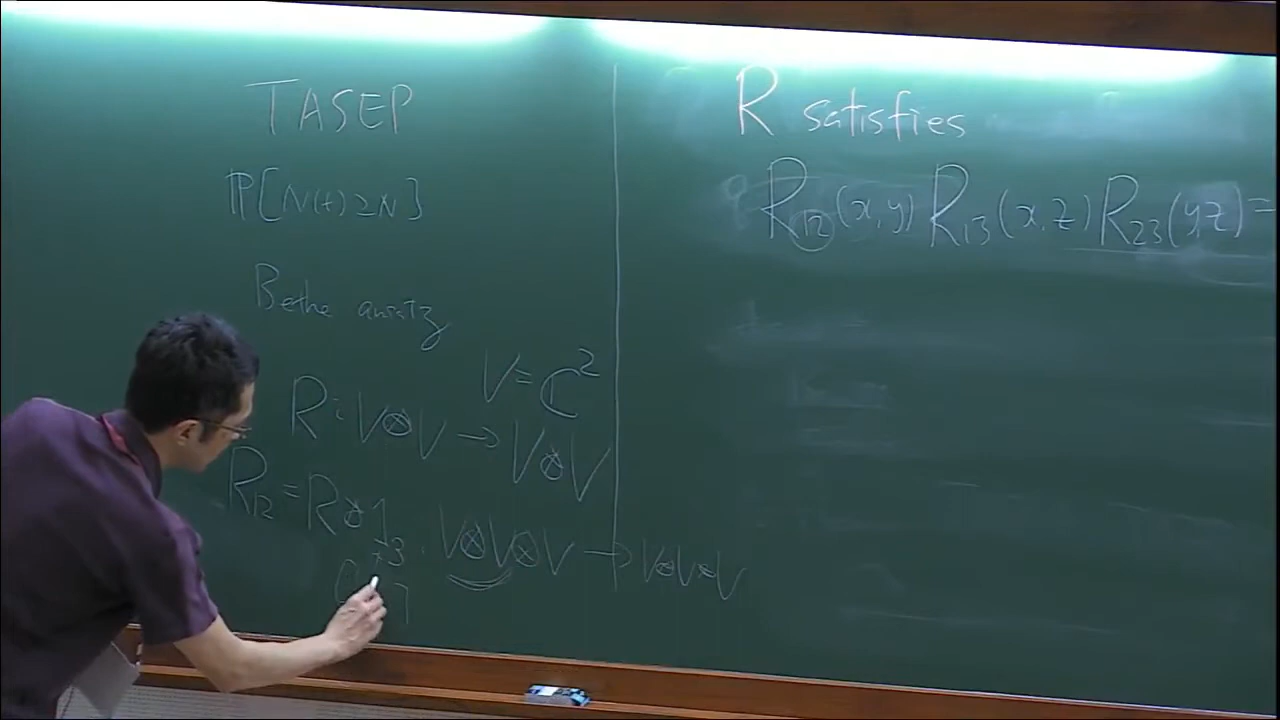 TASEP
ℙ[N(t)≥N]
Bethe ansatz
V=ℂ²
R: V⊗V → V⊗V
R₁₂ = R⊗1₃ . V⊗V⊗V → V⊗V⊗V
R satisfies
R₁₂(x,y)R₁₃(x,z)R₂₃(y,z)=